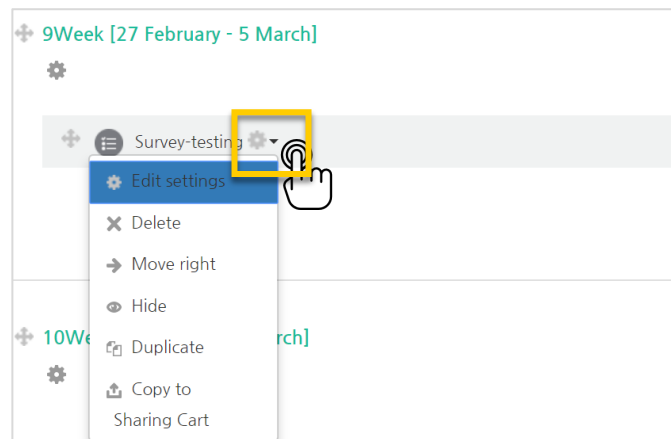 9Week [27 February - 5 March]
Survey-testing
Edit settings
Delete
Move right
Hide
10We rch]
Duplicate
Copy to
Sharing Cart